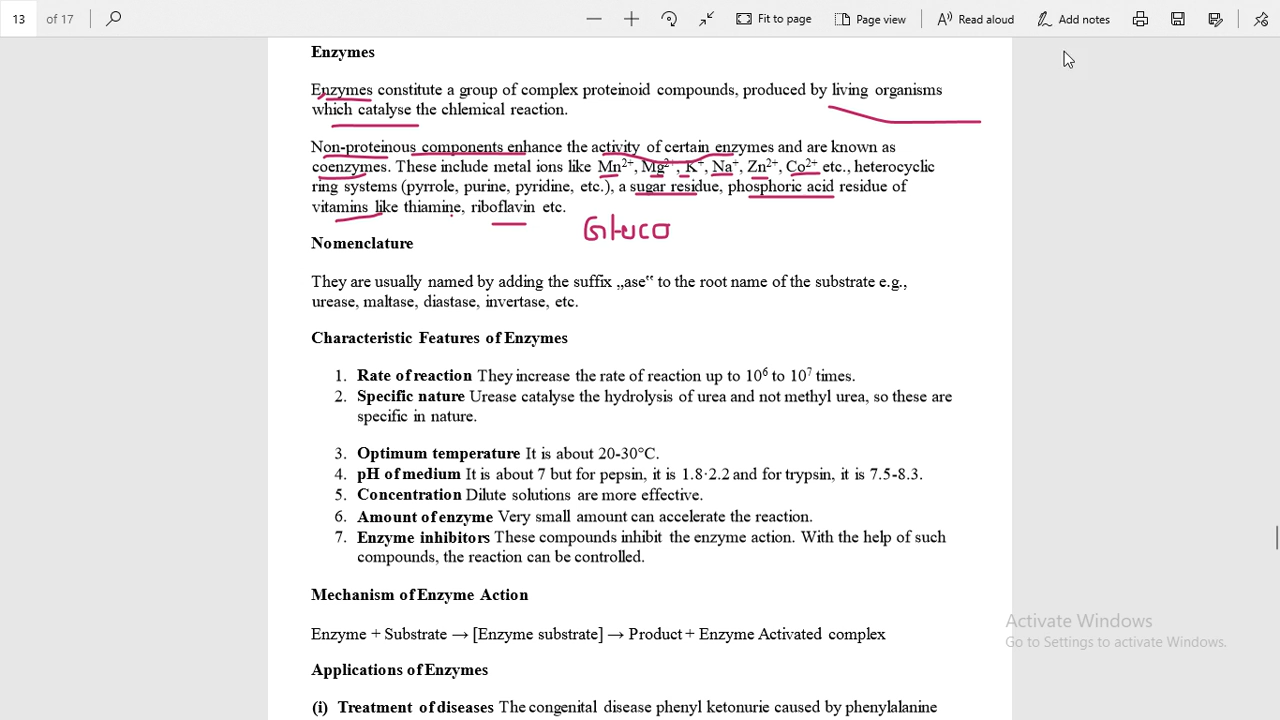 13 of 17 Fit to page Page view Read aloud Add notes
Enzymes
Enzymes constitute a group of complex proteinoid compounds, produced by living organisms
which catalyse the chlemical reaction.
Non-proteinous components enhance the activity of certain enzymes and are known as
coenzymes. These include metal ions like Mn²⁺, Mg²⁺, K⁺, Na⁺, Zn²⁺, Co²⁺ etc., heterocyclic
ring systems (pyrrole, purine, pyridine, etc.), a sugar residue, phosphoric acid residue of
vitamins like thiamine, riboflavin etc.
Gluco
Nomenclature
They are usually named by adding the suffix „ase‟ to the root name of the substrate e.g.,
urease, maltase, diastase, invertase, etc.
Characteristic Features of Enzymes
1. Rate of reaction They increase the rate of reaction up to 10⁶ to 10⁷ times.
2. Specific nature Urease catalyse the hydrolysis of urea and not methyl urea, so these are
specific in nature.
3. Optimum temperature It is about 20-30°C.
4. pH of medium It is about 7 but for pepsin, it is 1.8·2.2 and for trypsin, it is 7.5-8.3.
5. Concentration Dilute solutions are more effective.
6. Amount of enzyme Very small amount can accelerate the reaction.
7. Enzyme inhibitors These compounds inhibit the enzyme action. With the help of such
compounds, the reaction can be controlled.
Mechanism of Enzyme Action
Enzyme + Substrate → [Enzyme substrate] → Product + Enzyme Activated complex
Activate Windows
Go to Settings to activate Windows.
Applications of Enzymes
(i) Treatment of diseases The congenital disease phenyl ketonurie caused by phenylalanine